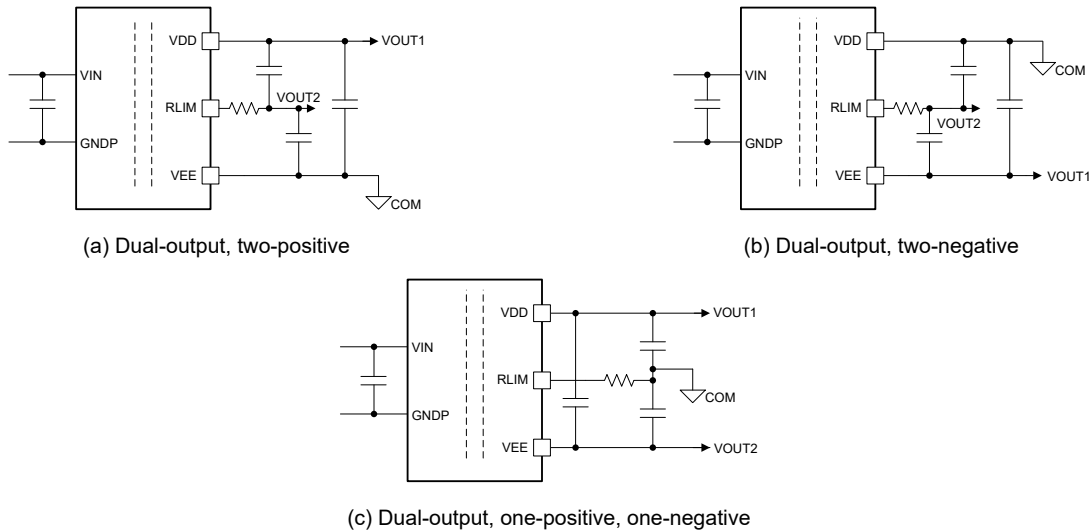 VDD
VOUT1
VIN
RLIM
VOUT2
GNDP
VEE
COM
(a) Dual-output, two-positive
VDD
COM
VIN
RLIM
VOUT2
GNDP
VEE
VOUT1
(b) Dual-output, two-negative
VDD
VOUT1
VIN
RLIM
COM
GNDP
VEE
VOUT2
(c) Dual-output, one-positive, one-negative